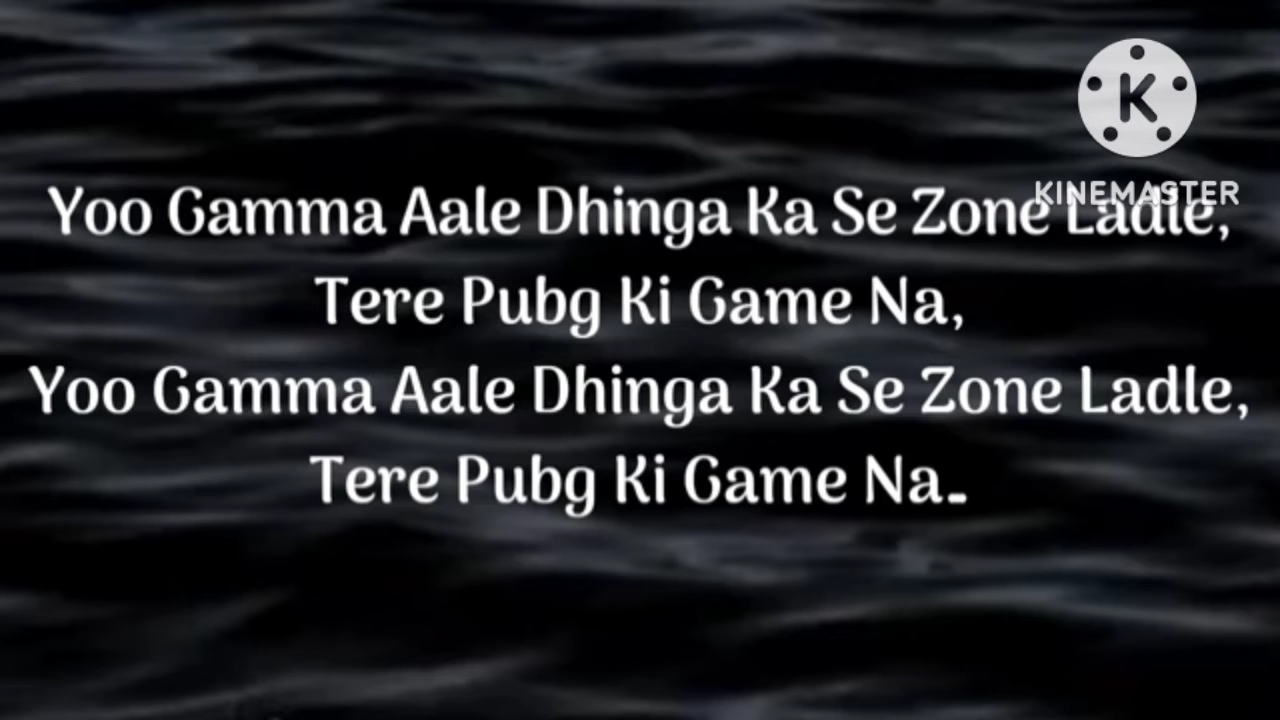 K
KINEMASTER
Yoo Gamma Aale Dhinga Ka Se Zone Ladle,
Tere Pubg Ki Game Na,
Yoo Gamma Aale Dhinga Ka Se Zone Ladle,
Tere Pubg Ki Game Na.